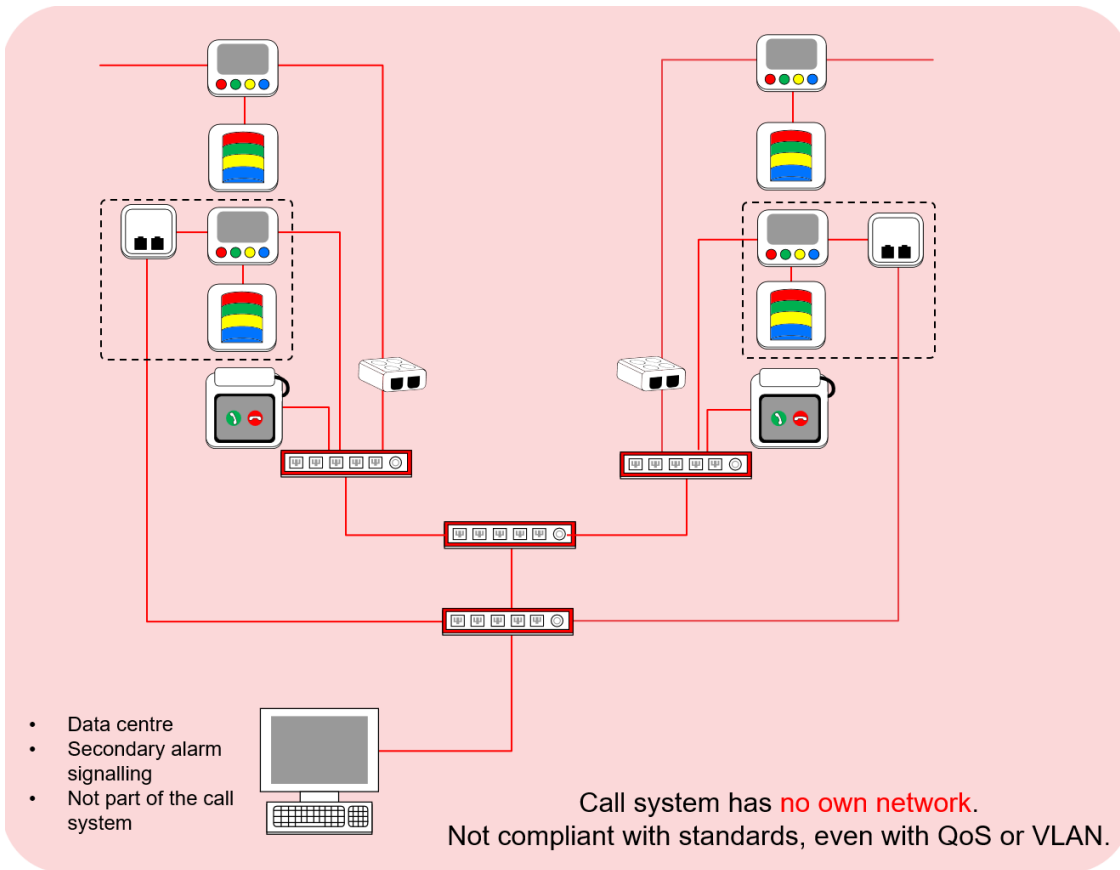 • Data centre
• Secondary alarm
signalling
• Not part of the call
system
Call system has no own network.
Not compliant with standards, even with QoS or VLAN.